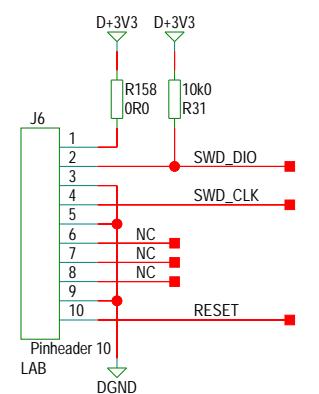 D+3V3 D+3V3
R158 10k0
0R0 R31
J6
1
2 SWD_DIO
3
4 SWD_CLK
5
6 NC
7 NC
8 NC
9
10 RESET
Pinheader 10
LAB
DGND